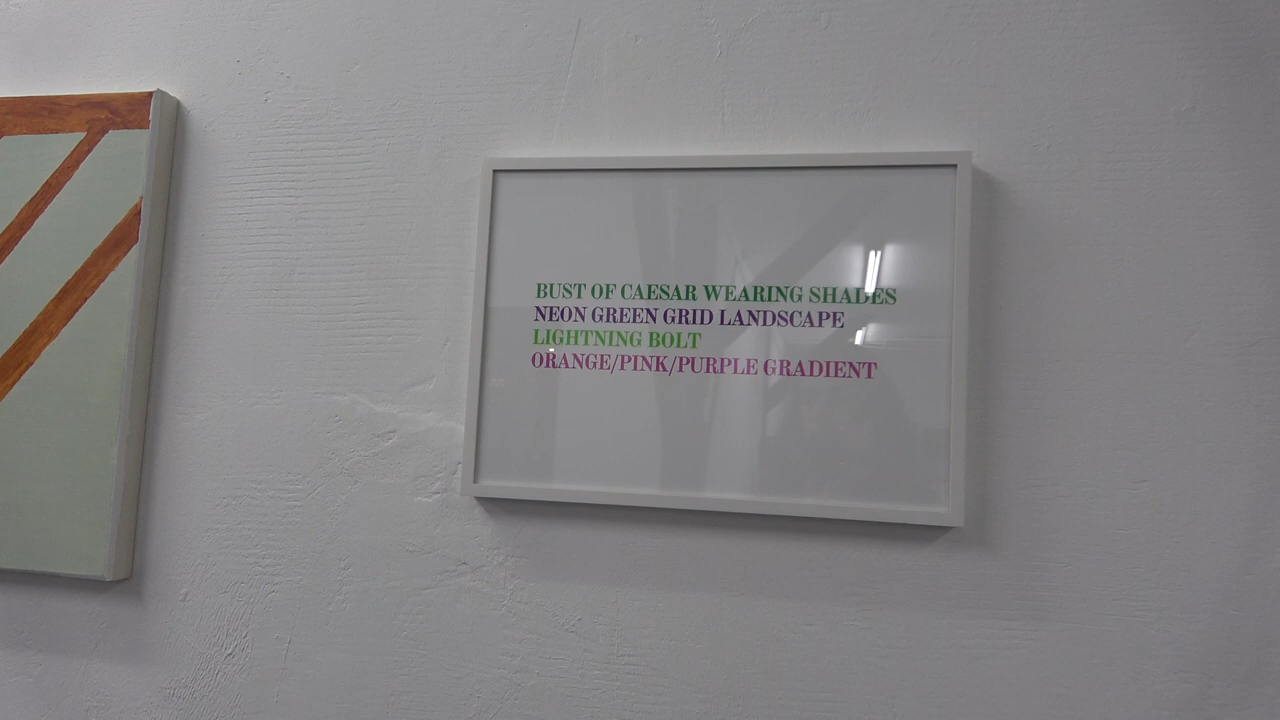 BUST OF CAESAR WEARING SHADES
NEON GREEN GRID LANDSCAPE
LIGHTNING BOLT
ORANGE/PINK/PURPLE GRADIENT